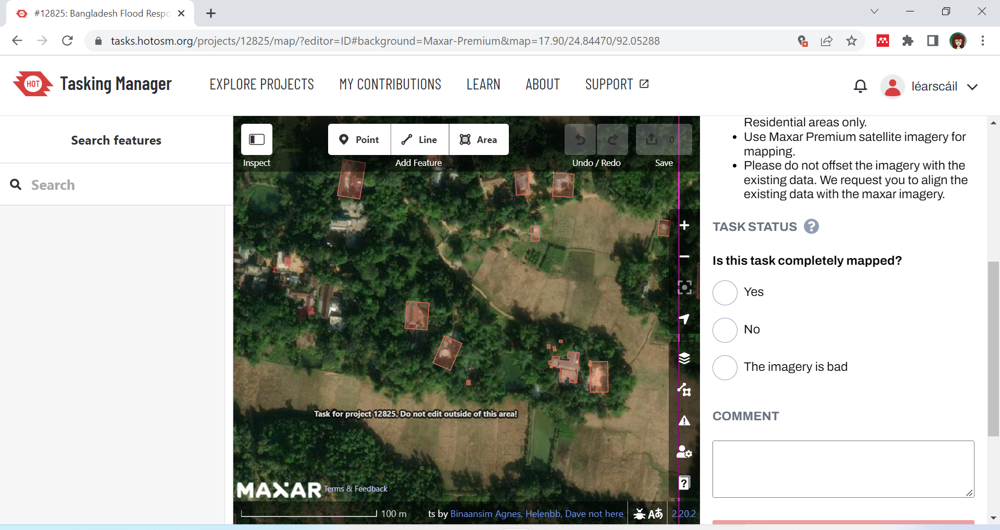 #12825: Bangladesh Flood Respo
tasks.hotosm.org/projects/12825/map/?editor=ID#background=Maxar-Premium&map=17.90/24.84470/92.05288
HOT
Tasking Manager
EXPLORE PROJECTS
MY CONTRIBUTIONS
LEARN
ABOUT
SUPPORT
léarscáil
Search features
Search
Inspect
Point
Line
Area
Add Feature
Undo / Redo
0
Save
Task for project 12825. Do not edit outside of this area!
MAXAR
Terms & Feedback
100 m
ts by Binaansim Agnes, Helenbb, Dave not here
Aあ
2.20.2
Residential areas only.
• Use Maxar Premium satellite imagery for
mapping.
• Please do not offset the imagery with the
existing data. We request you to align the
existing data with the maxar imagery.
TASK STATUS ?
Is this task completely mapped?
Yes
No
The imagery is bad
COMMENT